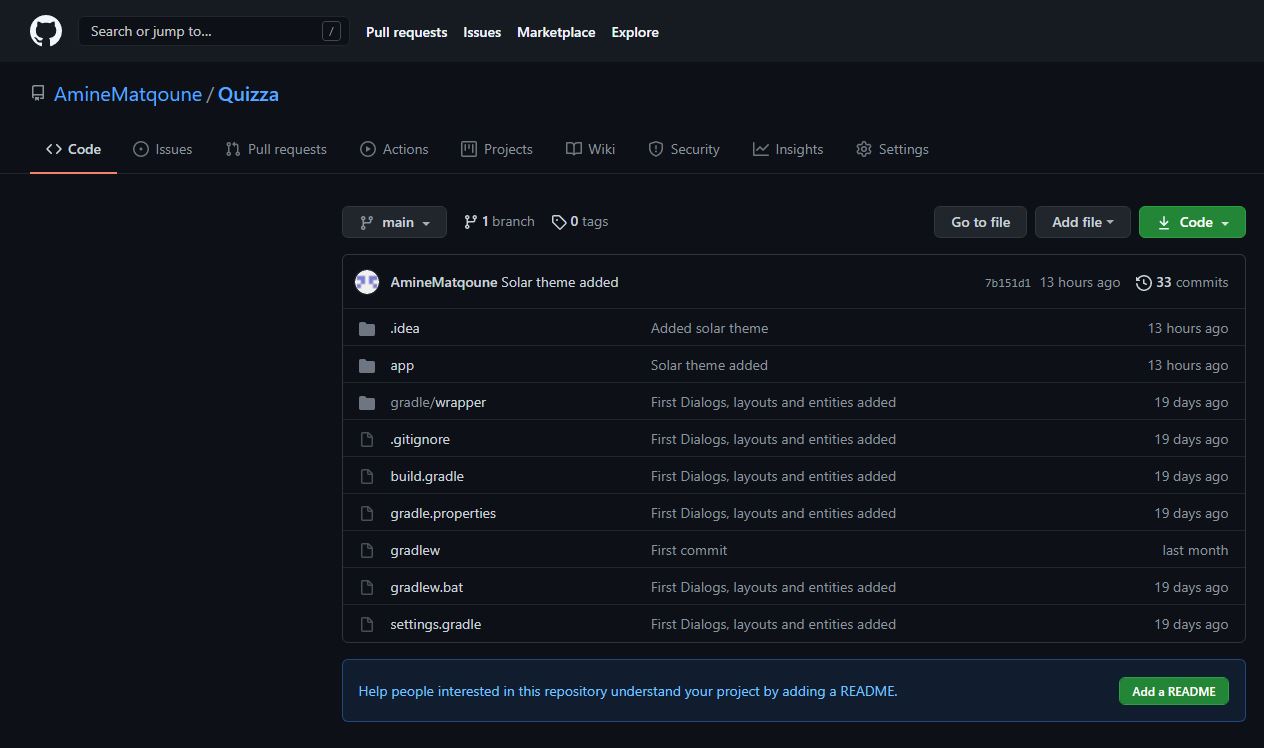 Search or jump to... / Pull requests Issues Marketplace Explore
AmineMatqoune / Quizza
Code Issues Pull requests Actions Projects Wiki Insights Settings
main 1 branch 0 tags Go to file Add file Code
AmineMatqoune Solar theme added 7b151d1 13 hours ago 33 commits
.idea Added solar theme 13 hours ago
app Solar theme added 13 hours ago
gradle/wrapper First Dialogs, layouts and entities added 19 days ago
.gitignore First Dialogs, layouts and entities added 19 days ago
build.gradle First Dialogs, layouts and entities added 19 days ago
gradle.properties First Dialogs, layouts and entities added 19 days ago
gradlew First commit last month
gradlew.bat First Dialogs, layouts and entities added 19 days ago
settings.gradle First Dialogs, layouts and entities added 19 days ago
Help people interested in this repository understand your project by adding a README. Add a README